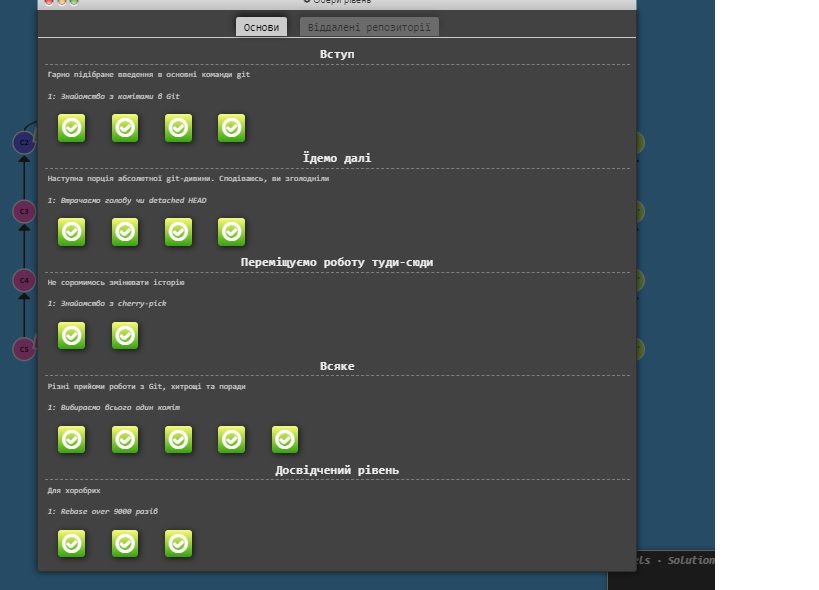 Обери рівень
Основи
Віддалені репозиторії
Вступ
Гарно підібране введення в основні команди git
1: Знайомство з комітами в Git
Їдемо далі
Наступна порція абсолютної git-дивини. Сподіваюсь, ви зголодніли
1: Втрачаємо голову чи detached HEAD
Переміщуємо роботу туди-сюди
Не соромимось змінювати історію
1: Знайомство з cherry-pick
Всяке
Різні прийоми роботи з Git, хитрощі та поради
1: Вибираємо всього один коміт
Досвідчений рівень
Для хоробрих
1: Rebase over 9000 разів
C2
C3
C4
C5
· Solution